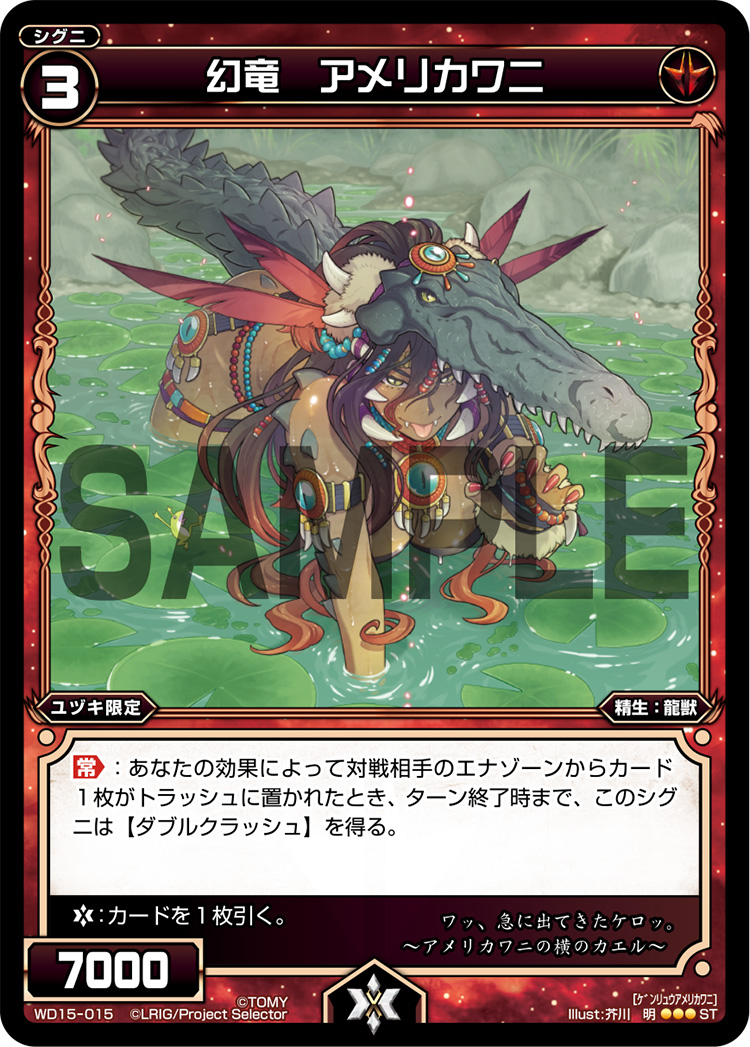 シグニ
3
幻竜 アメリカワニ
SAMPLE
ユヅキ限定
精生：龍獣
常：あなたの効果によって対戦相手のエナゾーンからカード
１枚がトラッシュに置かれたとき、ターン終了時まで、このシグ
ニは【ダブルクラッシュ】を得る。
：カードを１枚引く。
ワッ、急に出てきたケロッ。
～アメリカワニの横のカエル～
7000
©TOMY
[ｹﾞﾝﾘｭｳｱﾒﾘｶﾜﾆ]
WD15-015 ©LRIG/Project Selector
Illust:芥川 明 ST